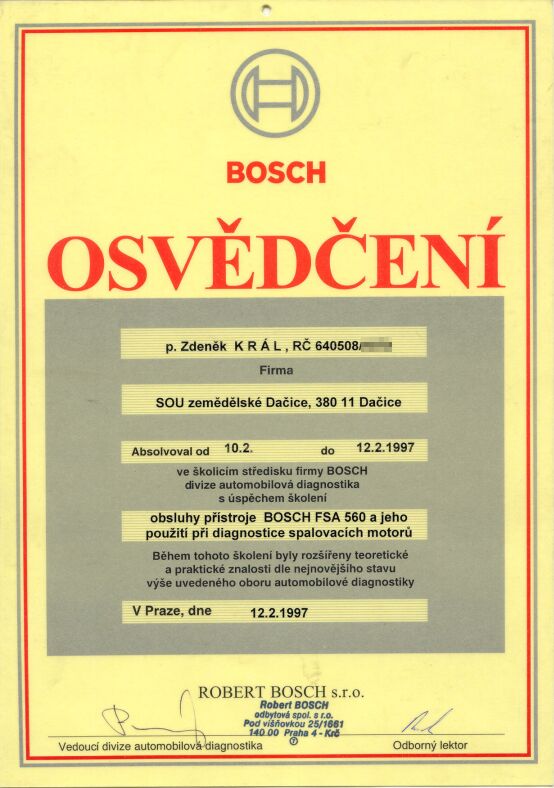 BOSCH
OSVĚDČENÍ
p. Zdeněk K R Á L , RČ 640508/
Firma
SOU zemědělské Dačice, 380 11 Dačice
Absolvoval od 10.2. do 12.2.1997
ve školicím středisku firmy BOSCH
divize automobilová diagnostika
s úspěchem školení
obsluhy přístroje BOSCH FSA 560 a jeho
použití při diagnostice spalovacích motorů
Během tohoto školení byly rozšířeny teoretické
a praktické znalosti dle nejnovějšího stavu
výše uvedeného oboru automobilové diagnostiky
V Praze, dne 12.2.1997
ROBERT BOSCH s.r.o.
Robert BOSCH
odbytová spol. s r.o.
Pod višňovkou 25/1661
140 00 Praha 4 - Krč
Vedoucí divize automobilová diagnostika
Odborný lektor